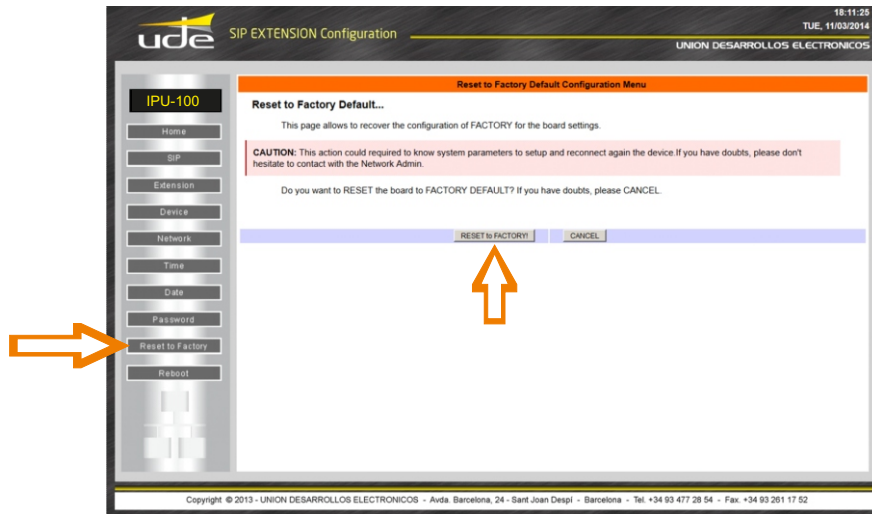 ude
SIP EXTENSION Configuration
18:11:25
TUE, 11/03/2014
UNION DESARROLLOS ELECTRONICOS
IPU-100
Home
SIP
Extension
Device
Network
Time
Date
Password
Reset to Factory
Reboot
Reset to Factory Default Configuration Menu
Reset to Factory Default...
This page allows to recover the configuration of FACTORY for the board settings.
CAUTION: This action could required to know system parameters to setup and reconnect again the device.If you have doubts, please don't
hesitate to contact with the Network Admin.
Do you want to RESET the board to FACTORY DEFAULT? If you have doubts, please CANCEL.
RESET to FACTORY! CANCEL
Copyright © 2013 - UNION DESARROLLOS ELECTRONICOS - Avda. Barcelona, 24 - Sant Joan Despí - Barcelona - Tel. +34 93 477 28 54 - Fax. +34 93 261 17 52